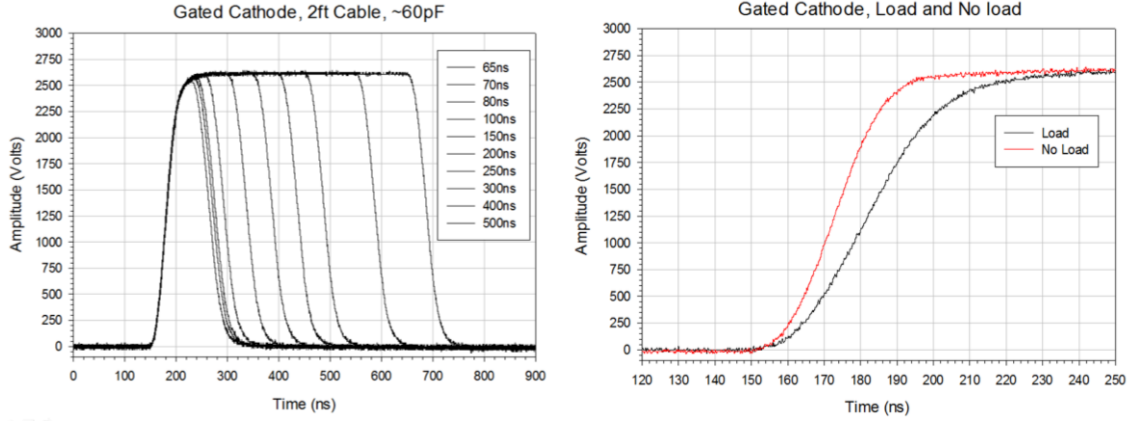 Gated Cathode, 2ft Cable, ~60pF
Amplitude (Volts)
3000
2750
2500
2250
2000
1750
1500
1250
1000
750
500
250
0
65ns
70ns
80ns
100ns
150ns
200ns
250ns
300ns
400ns
500ns
0 100 200 300 400 500 600 700 800 900
Time (ns)
Gated Cathode, Load and No load
Amplitude (Volts)
3000
2750
2500
2250
2000
1750
1500
1250
1000
750
500
250
0
Load
No Load
120 130 140 150 160 170 180 190 200 210 220 230 240 250
Time (ns)